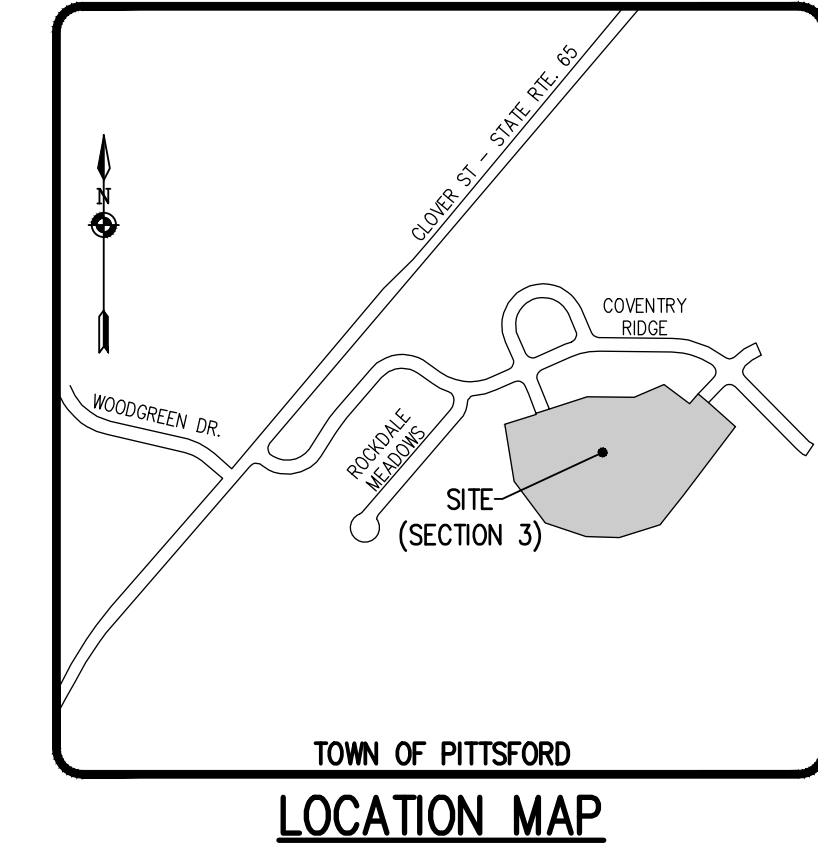 CLOVER ST - STATE RTE. 65
N
COVENTRY
RIDGE
WOODGREEN DR.
ROCKDALE
MEADOWS
SITE
(SECTION 3)
TOWN OF PITTSFORD
LOCATION MAP